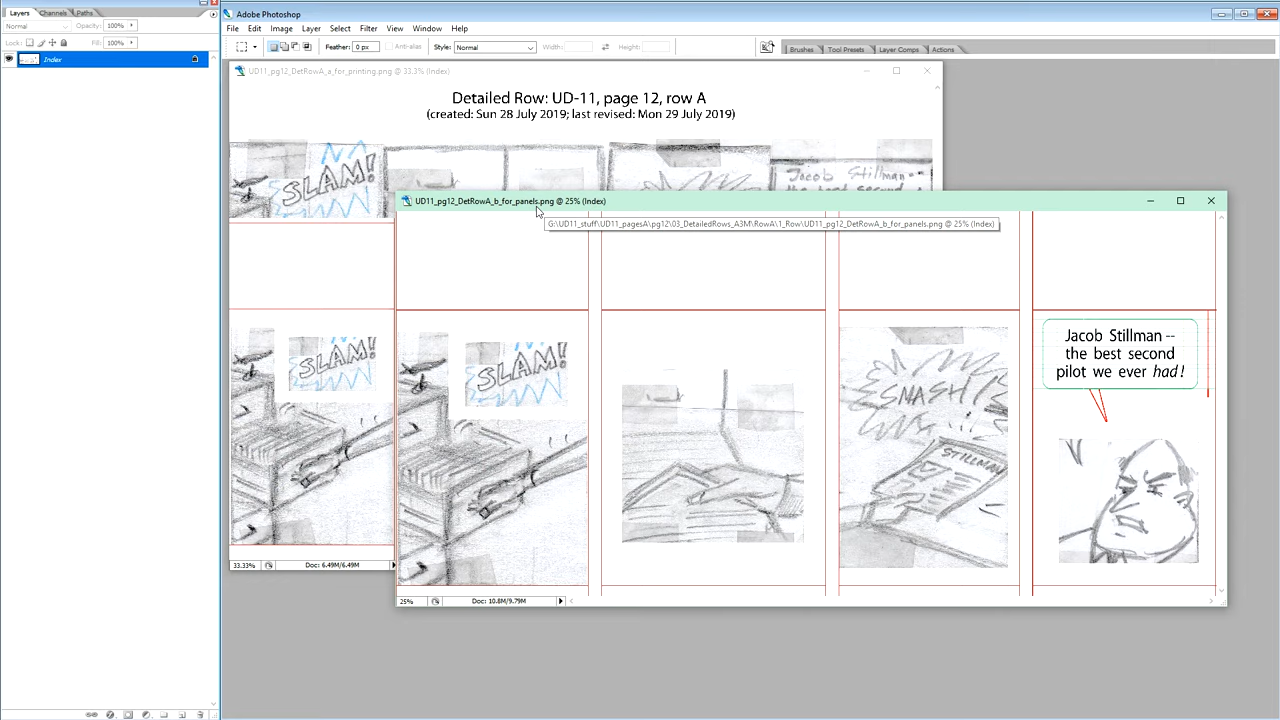 Layers
Channels
Paths
Normal
Opacity: 100%
Lock:
Fill: 100%
Index
Adobe Photoshop
File Edit Image Layer Select Filter View Window Help
Feather: 0 px
Anti-alias
Style: Normal
Width:
Height:
Brushes
Tool Presets
Layer Comps
Actions
UD11_pg12_DetRowA_a_for_printing.png @ 33.3% (Index)
Detailed Row: UD-11, page 12, row A
(created: Sun 28 July 2019; last revised: Mon 29 July 2019)
SLAM!
Jacob Stillman--
the best second
UD11_pg12_DetRowA_b_for_panels.png @ 25% (Index)
G:\UD11_stuff\UD11_pagesA\pg12\03_DetailedRows_A3M\RowA\1_Row\UD11_pg12_DetRowA_b_for_panels.png @ 25% (Index)
SLAM!
SLAM!
SMASH!
STILLMAN
Jacob Stillman --
the best second
pilot we ever had!
33.33%
Doc: 6.49M/6.49M
25%
Doc: 10.8M/9.79M